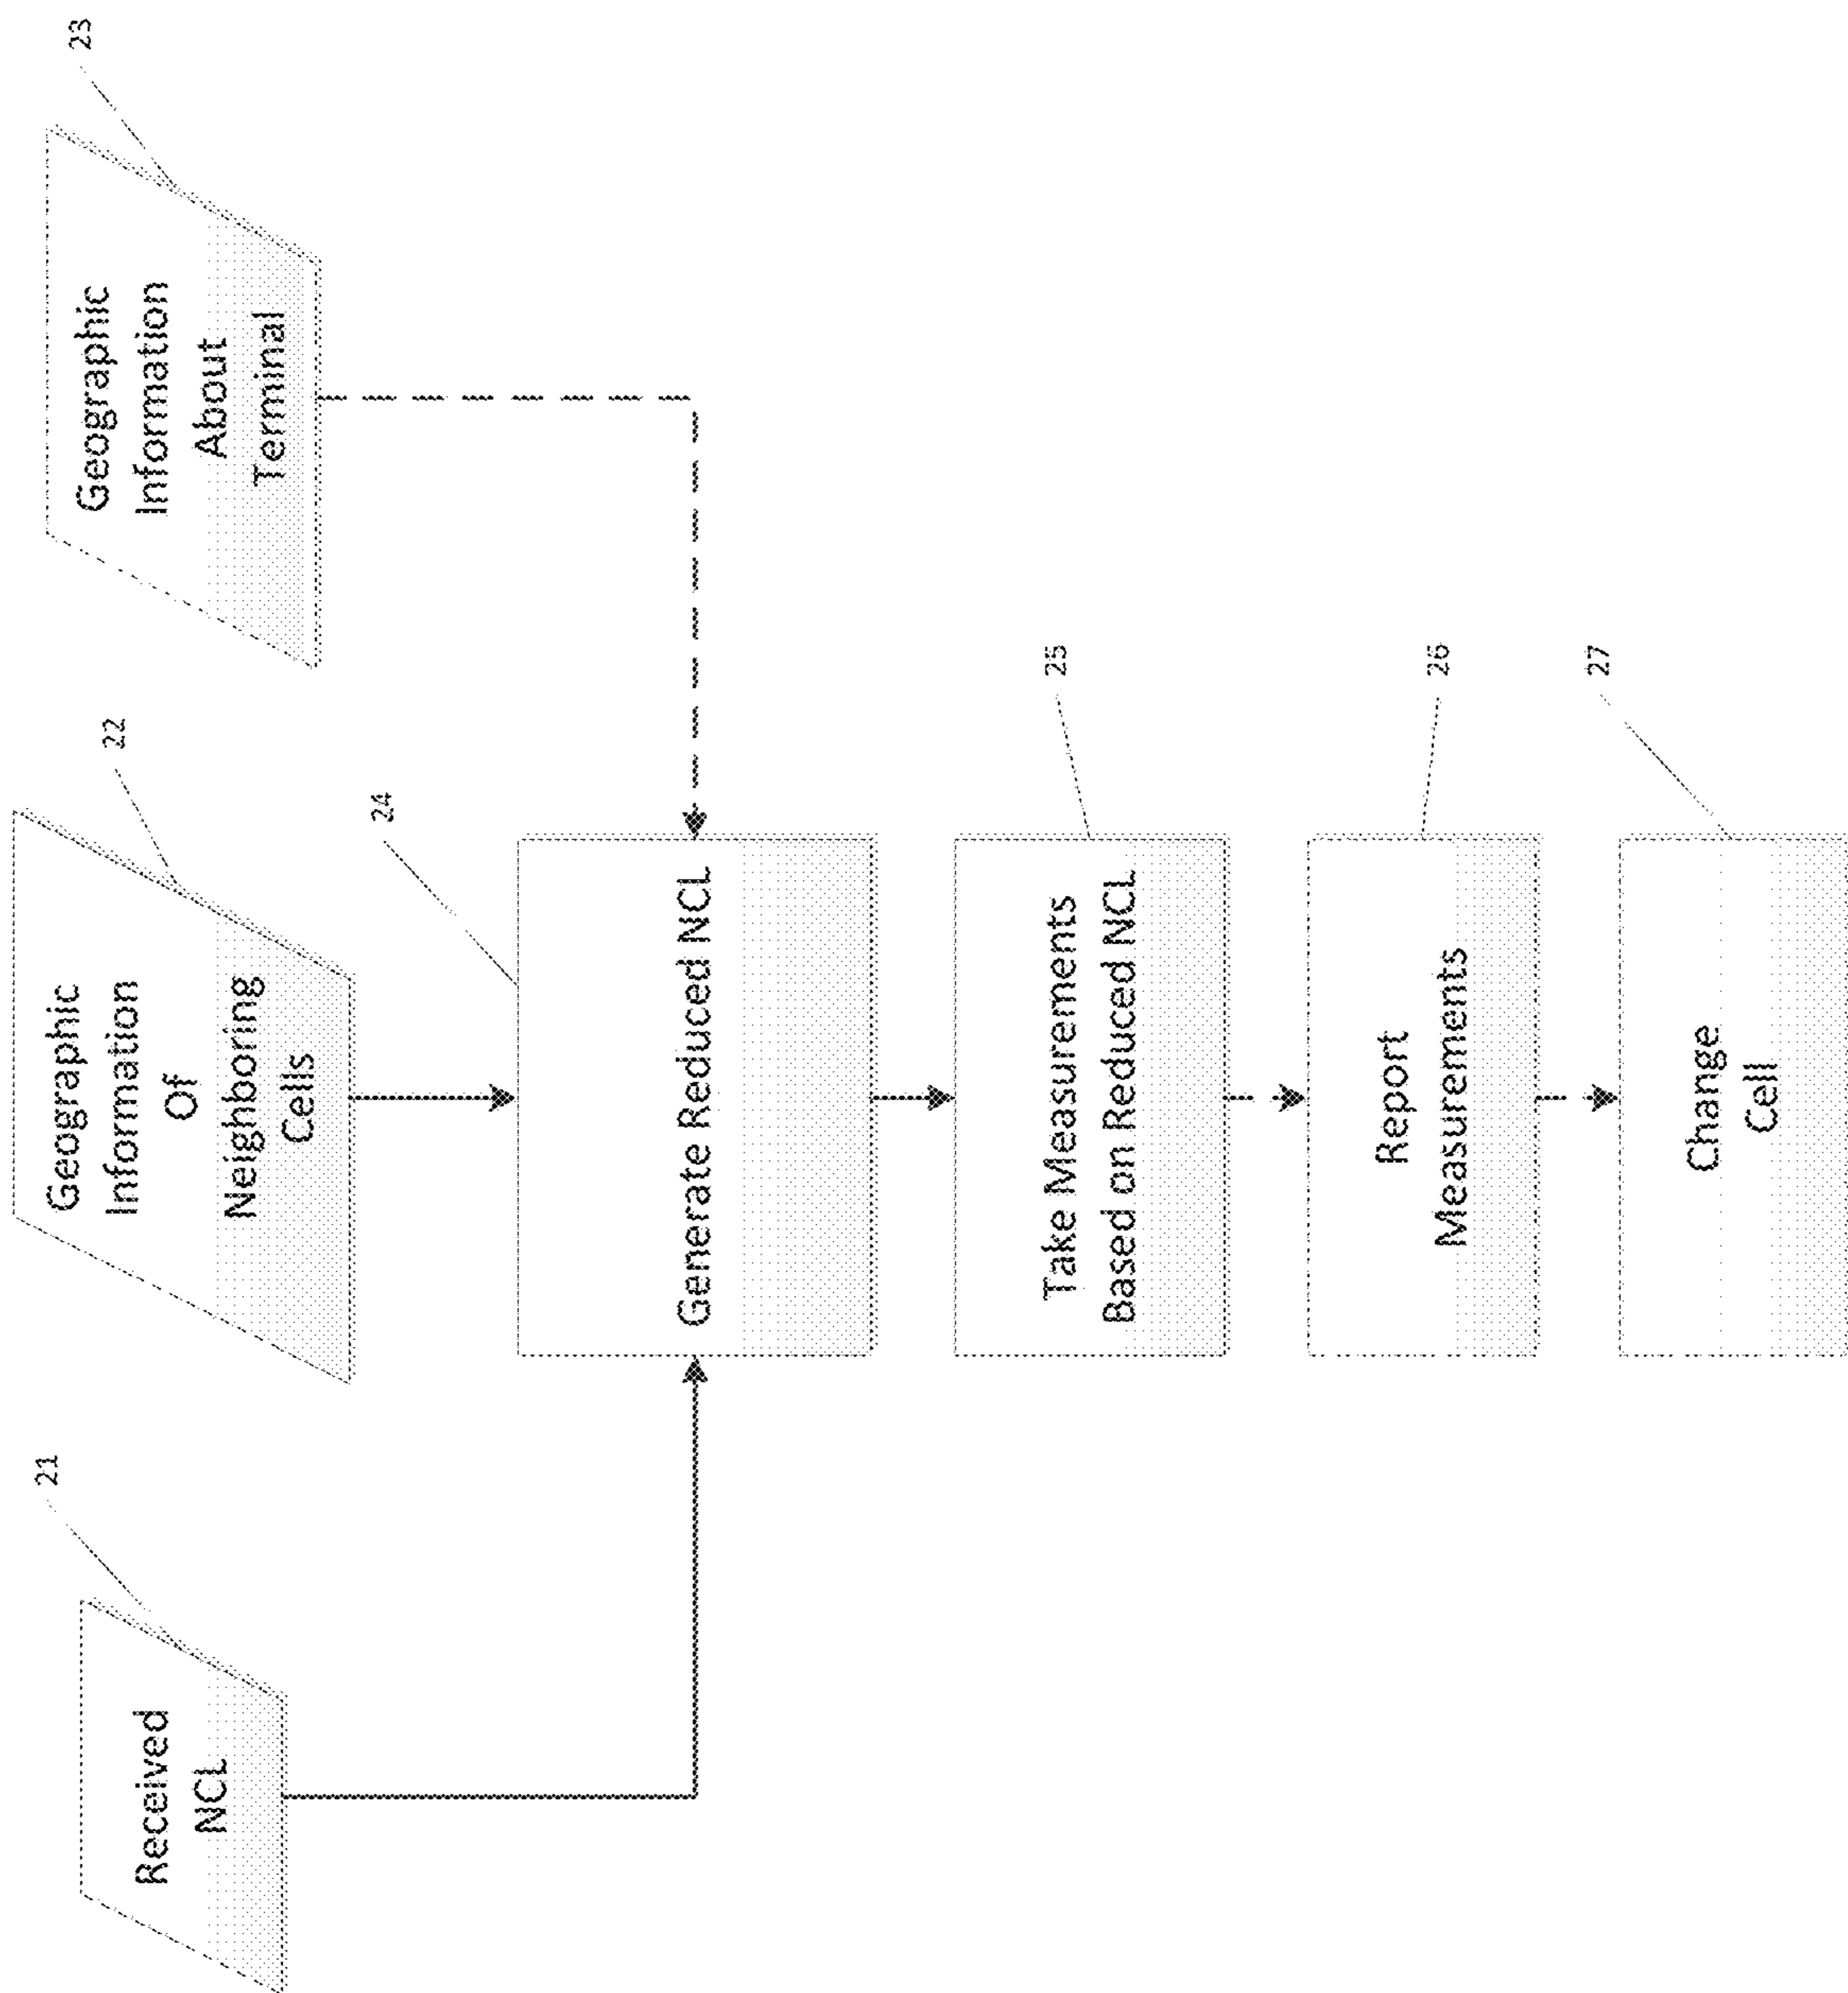 21
Received
NCL
22
Geographic
Information
Of
Neighboring
Cells
23
Geographic
Information
About
Terminal
24
Generate Reduced NCL
25
Take Measurements
Based on Reduced NCL
26
Report
Measurements
27
Change
Cell